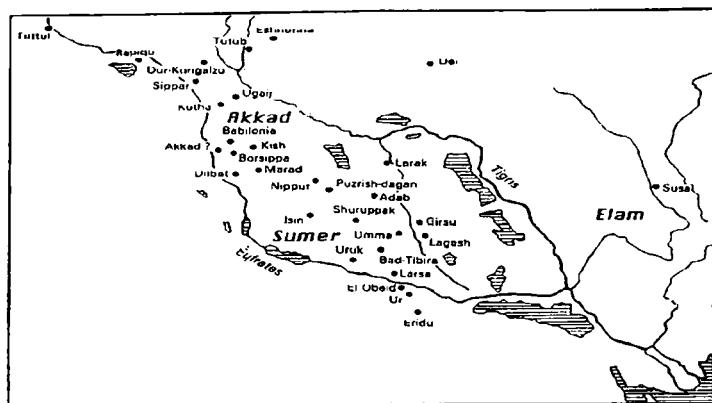 Tuttul
Rapiqu
Tutub
Eshnunna
Dur-Kurigalzu
Der
Sippar
Kutha
Ugair
Akkad
Babilonia
Akkad ?
Kish
Borsippa
Larak
Dilbat
Marad
Tigris
Nippur
Puzrish-dagan
Susa
Adab
Isin
Shuruppak
Girsu
Elam
SUMER
Umma
Lagash
Uruk
Eufrates
Bad-Tibira
Larsa
El Obeid
Ur
Eridu